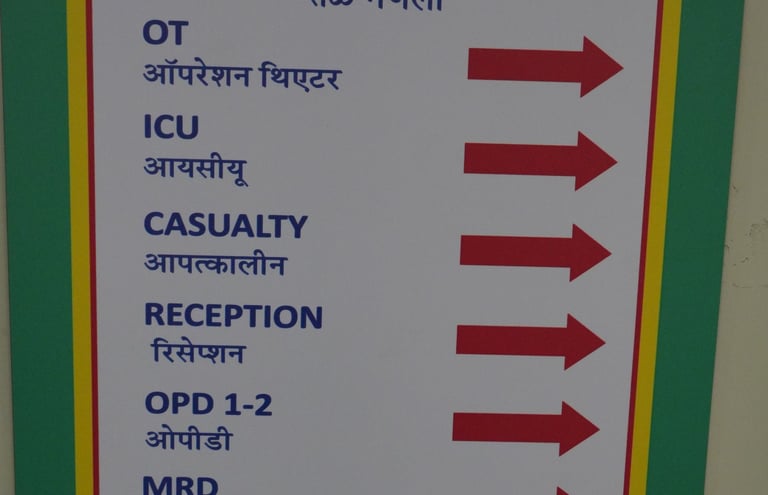 OT
ऑपरेशन थिएटर
ICU
आयसीयू
CASUALTY
आपत्कालीन
RECEPTION
रिसेप्शन
OPD 1-2
ओपीडी
MRD